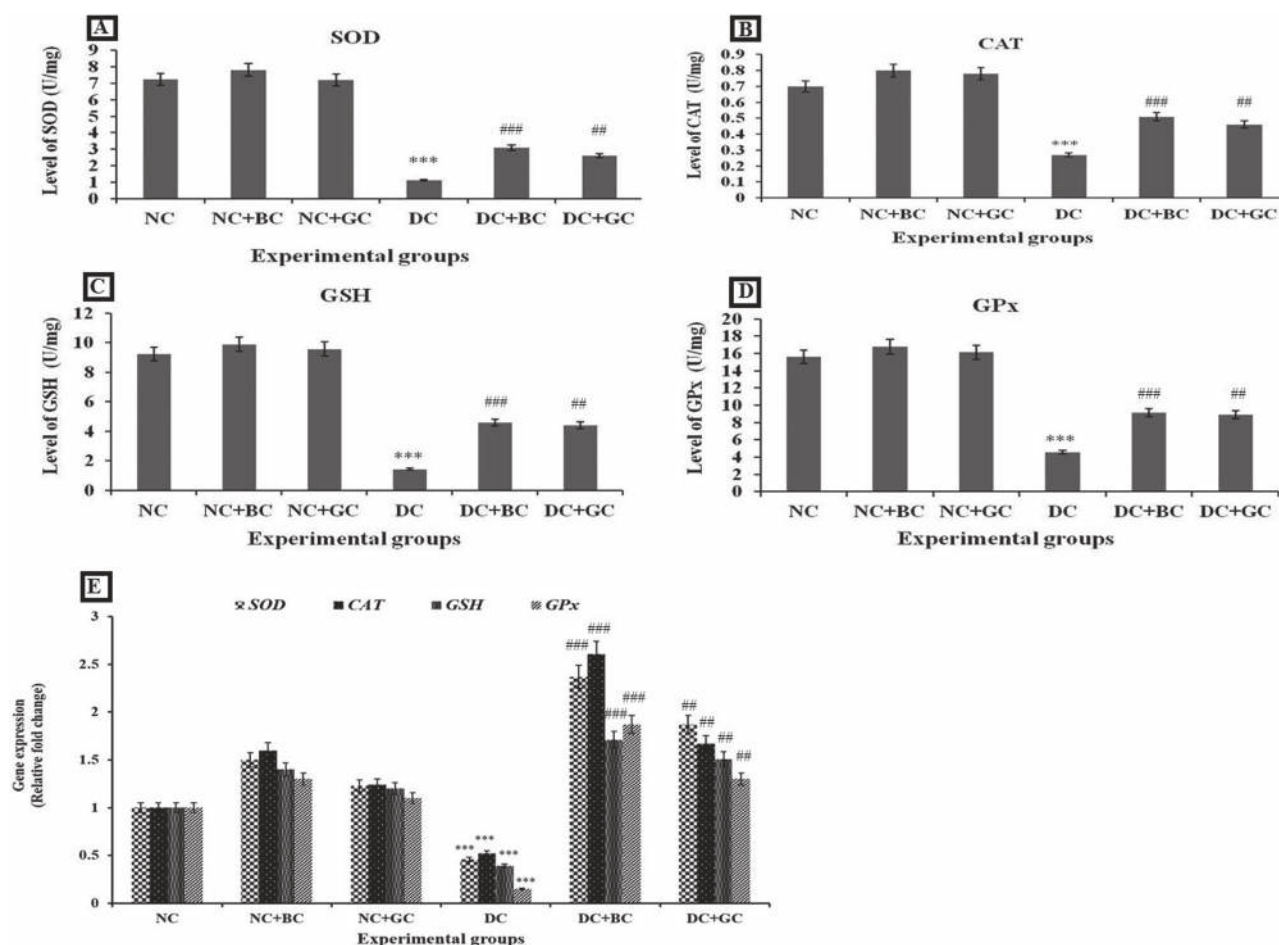 A
SOD
Level of SOD (U/mg)
9
8
7
6
5
4
3
2
1
0
***
###
##
NC NC+BC NC+GC DC DC+BC DC+GC
Experimental groups
B
CAT
Level of CAT (U/mg)
0.9
0.8
0.7
0.6
0.5
0.4
0.3
0.2
0.1
0
***
###
##
NC NC+BC NC+GC DC DC+BC DC+GC
Experimental groups
C
GSH
Level of GSH (U/mg)
12
10
8
6
4
2
0
***
###
##
NC NC+BC NC+GC DC DC+BC DC+GC
Experimental groups
D
GPx
Level of GPx (U/mg)
20
18
16
14
12
10
8
6
4
2
0
***
###
##
NC NC+BC NC+GC DC DC+BC DC+GC
Experimental groups
E
SOD CAT GSH GPx
Gene expression
(Relative fold change)
3
2.5
2
1.5
1
0.5
0
*** *** *** ***
### ### ### ###
## ## ## ##
NC NC+BC NC+GC DC DC+BC DC+GC
Experimental groups